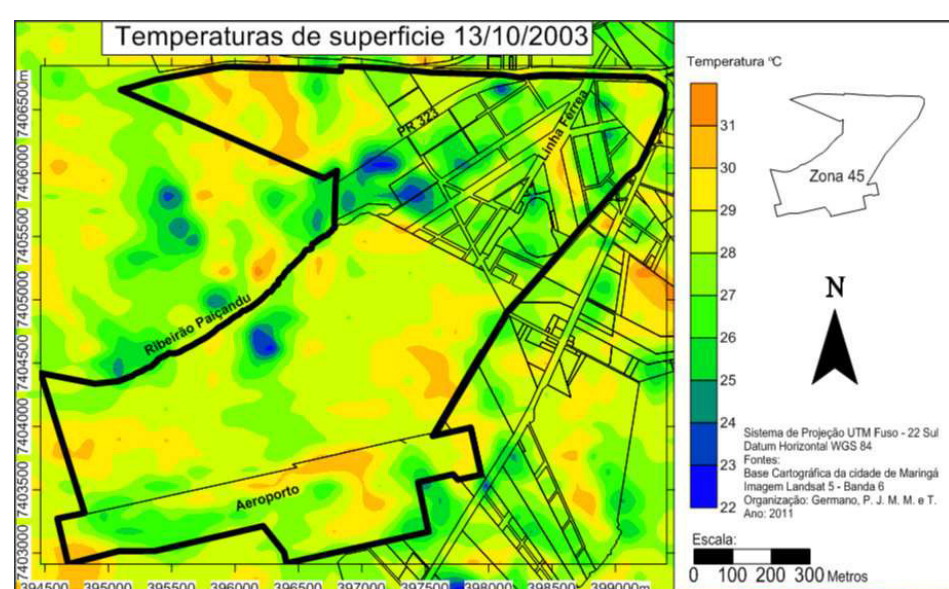 Temperaturas de superficie 13/10/2003
Temperatura ºC
31
30
29
28
27
26
25
24
23
22
Zona 45
N
PR 323
Linha Férrea
Ribeirão Paiçandu
Aeroporto
7406500m
7406000
7405500
7405000
7404500
7404000
7403500
7403000
394500 395000 395500 396000 396500 397000 397500 398000 398500 399000m
Sistema de Projeção UTM Fuso - 22 Sul
Datum Horizontal WGS 84
Fontes:
Base Cartográfica da cidade de Maringá
Imagem Landsat 5 - Banda 6
Organização: Germano, P. J. M. M. e T.
Ano: 2011
Escala:
0 100 200 300 Metros